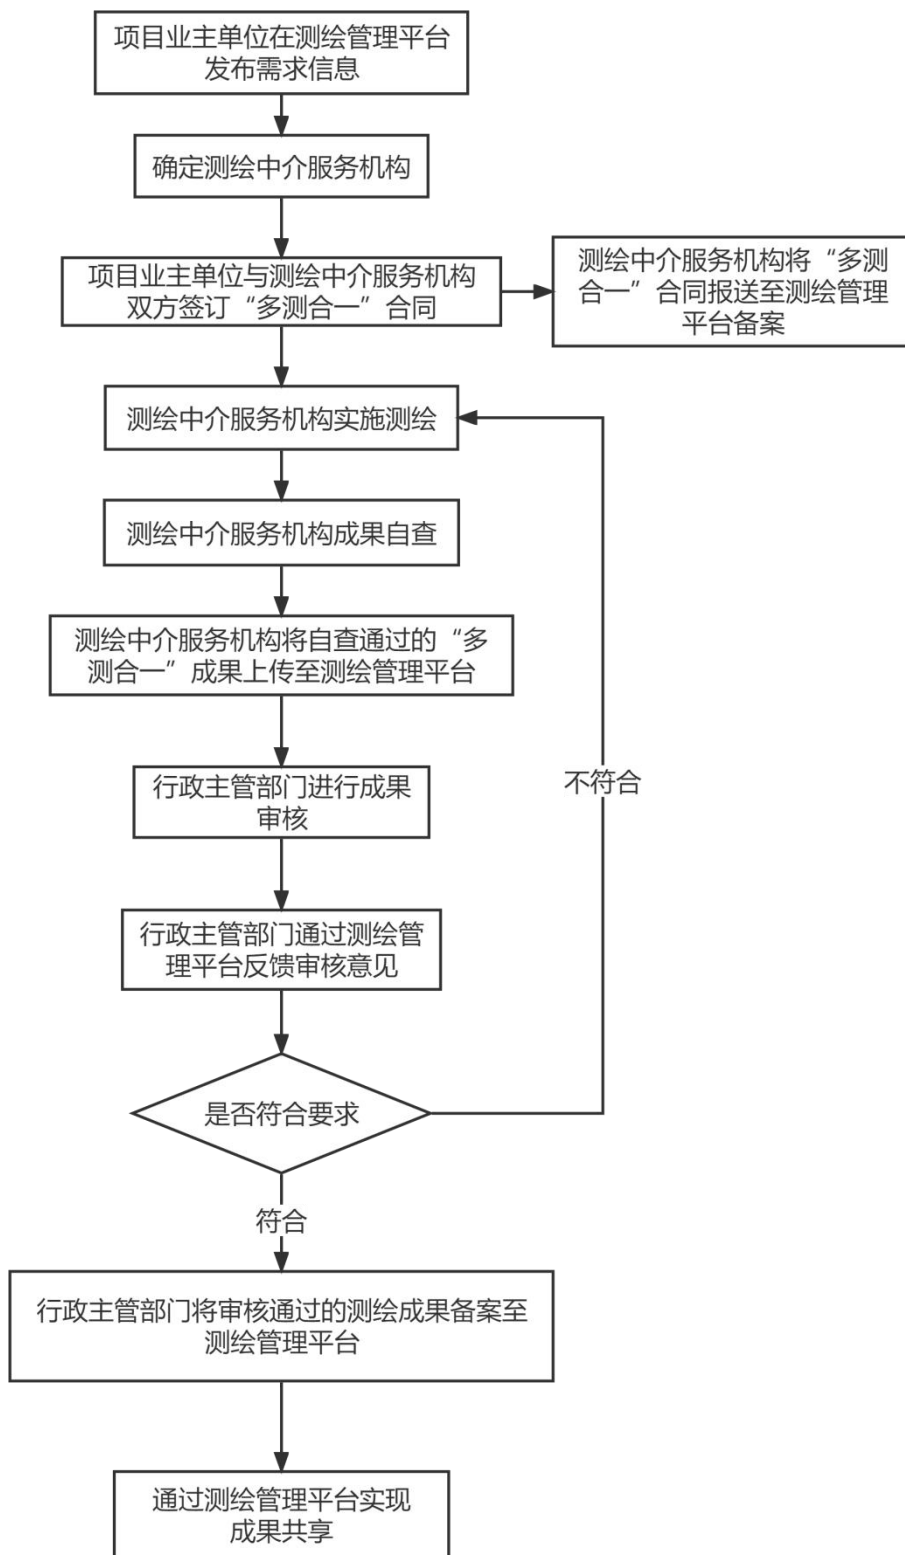 项目业主单位在测绘管理平台
发布需求信息
确定测绘中介服务机构
项目业主单位与测绘中介服务机构
双方签订“多测合一”合同
测绘中介服务机构将“多测
合一”合同报送至测绘管理
平台备案
测绘中介服务机构实施测绘
测绘中介服务机构成果自查
测绘中介服务机构将自查通过的“多
测合一”成果上传至测绘管理平台
行政主管部门进行成果
审核
不符合
行政主管部门通过测绘管
理平台反馈审核意见
是否符合要求
符合
行政主管部门将审核通过的测绘成果备案至
测绘管理平台
通过测绘管理平台实现
成果共享